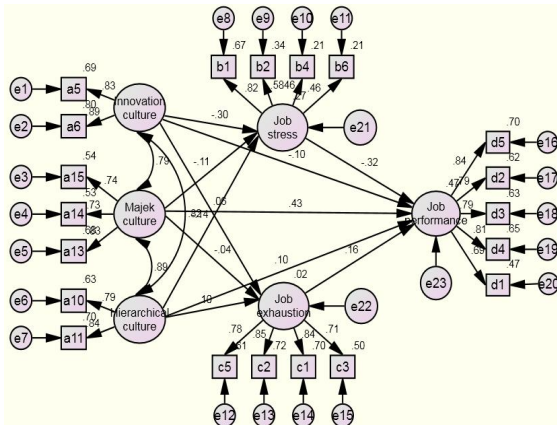 e8
e9
e10
e11
.67
.34
.21
.21
b1
b2
b4
b6
.82
.58
.46
.46
.27
.69
e1
a5
.83
.80
e2
a6
.89
Innovation
culture
-.30
Job
stress
e21
-.10
-.32
.70
d5
e16
.84
.62
.54
e3
a15
.74
.79
-.11
.47
.79
d2
e17
.63
.53
e4
a14
.73
Majek
culture
.06
.43
Job
performance
.79
d3
e18
.81
.65
d4
e19
e5
a13
.68
-.04
.16
.69
.47
d1
e20
.89
.10
.02
e23
.63
e6
a10
.79
.70
e7
a11
.84
Hierarchical
culture
Job
exhaustion
e22
.78
.61
.85
.72
.84
.70
.71
.50
c5
c2
c1
c3
e12
e13
e14
e15